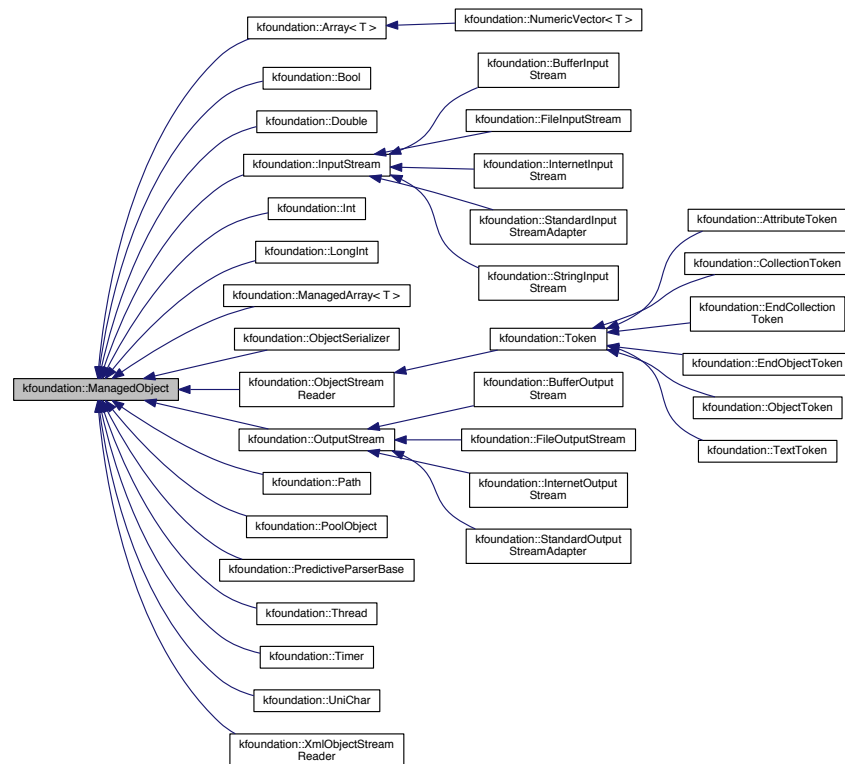 kfoundation::ManagedObject
kfoundation::Array< T >
kfoundation::Bool
kfoundation::Double
kfoundation::InputStream
kfoundation::Int
kfoundation::LongInt
kfoundation::ManagedArray< T >
kfoundation::ObjectSerializer
kfoundation::ObjectStream
Reader
kfoundation::OutputStream
kfoundation::Path
kfoundation::PoolObject
kfoundation::PredictiveParserBase
kfoundation::Thread
kfoundation::Timer
kfoundation::UniChar
kfoundation::XmlObjectStream
Reader
kfoundation::NumericVector< T >
kfoundation::BufferInput
Stream
kfoundation::FileInputStream
kfoundation::InternetInput
Stream
kfoundation::StandardInput
StreamAdapter
kfoundation::StringInput
Stream
kfoundation::Token
kfoundation::BufferOutput
Stream
kfoundation::FileOutputStream
kfoundation::InternetOutput
Stream
kfoundation::StandardOutput
StreamAdapter
kfoundation::AttributeToken
kfoundation::CollectionToken
kfoundation::EndCollection
Token
kfoundation::EndObjectToken
kfoundation::ObjectToken
kfoundation::TextToken